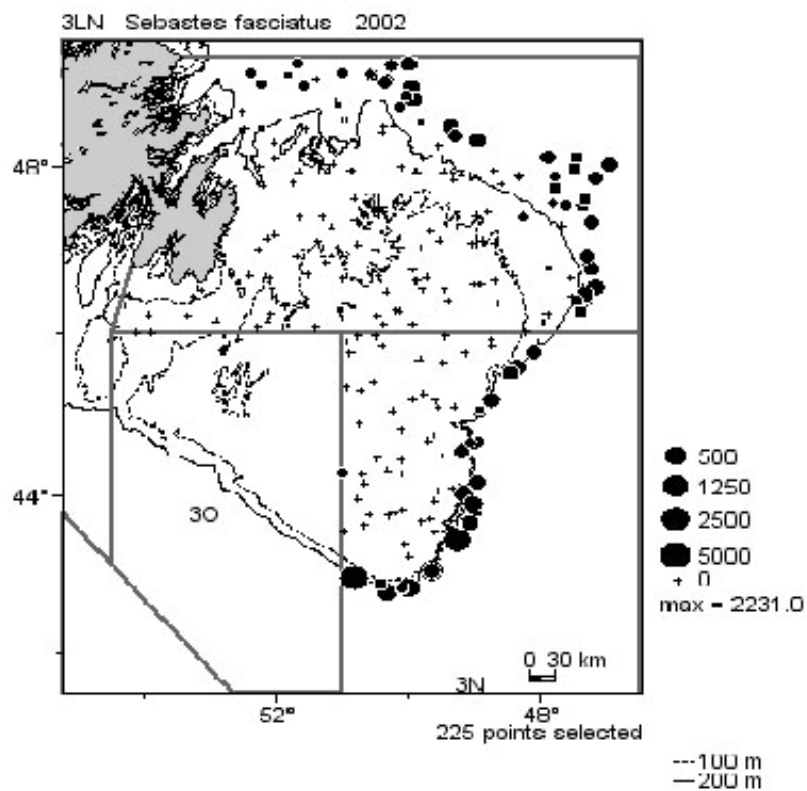 3LN Sebastes fasciatus 2002
48°
44°
3O
500
1250
2500
5000
0
max = 2231.0
0 30 km
3N
52° 48°
225 points selected
100 m
200 m